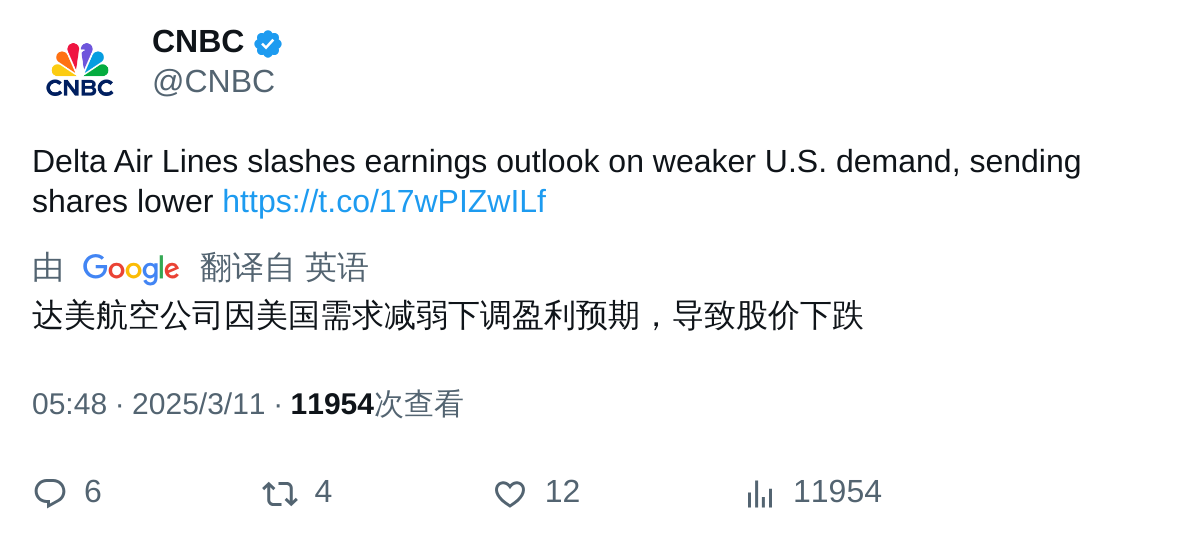 CNBC
CNBC
@CNBC
Delta Air Lines slashes earnings outlook on weaker U.S. demand, sending
shares lower https://t.co/17wPIZwILf
由 Google 翻译自 英语
达美航空公司因美国需求减弱下调盈利预期，导致股价下跌
05:48 · 2025/3/11 · 11954次查看
6 4 12 11954